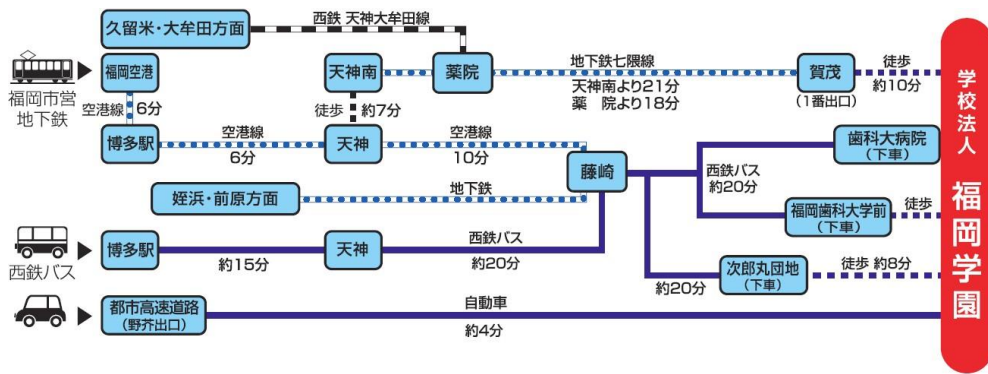 西鉄 天神大牟田線
久留米・大牟田方面
福岡市営
地下鉄
福岡空港
天神南
薬院
地下鉄七隈線
天神南より21分
薬 院より18分
賀茂
(1番出口)
徒歩
約10分
空港線
6分
徒歩
約7分
博多駅
空港線
6分
天神
空港線
10分
藤崎
西鉄バス
約20分
歯科大病院
(下車)
姪浜・前原方面
地下鉄
福岡歯科大学前
(下車)
徒歩
西鉄バス
博多駅
約15分
天神
西鉄バス
約20分
約20分
次郎丸団地
(下車)
徒歩 約8分
都市高速道路
(野芥出口)
自動車
約4分
学校法人
福岡学園